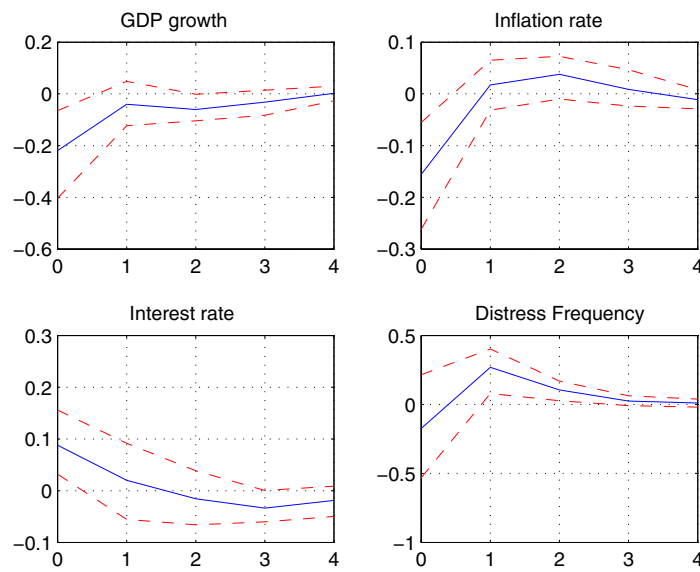 GDP growth
0.2
0
−0.2
−0.4
−0.6
0 1 2 3 4
Inflation rate
0.1
0
−0.1
−0.2
−0.3
0 1 2 3 4
Interest rate
0.3
0.2
0.1
0
−0.1
0 1 2 3 4
Distress Frequency
0.5
0
−0.5
−1
0 1 2 3 4